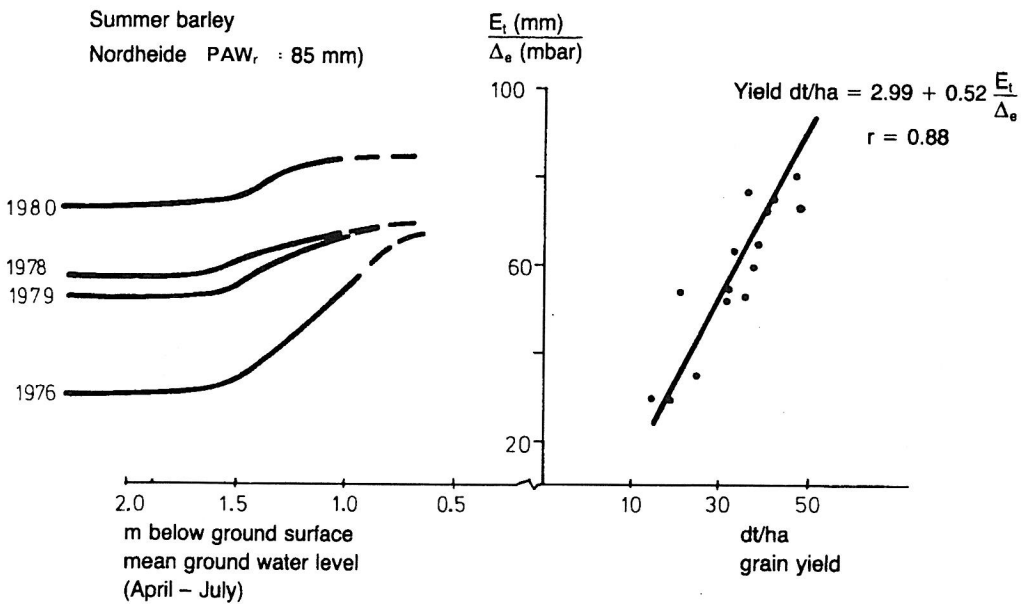 Summer barley
Nordheide PAWr : 85 mm)
Et (mm)
Δe (mbar)
100
60
20
Yield dt/ha = 2.99 + 0.52 Et
Δe
r = 0.88
1980
1978
1979
1976
2.0 1.5 1.0 0.5
m below ground surface
mean ground water level
(April – July)
10 30 50
dt/ha
grain yield